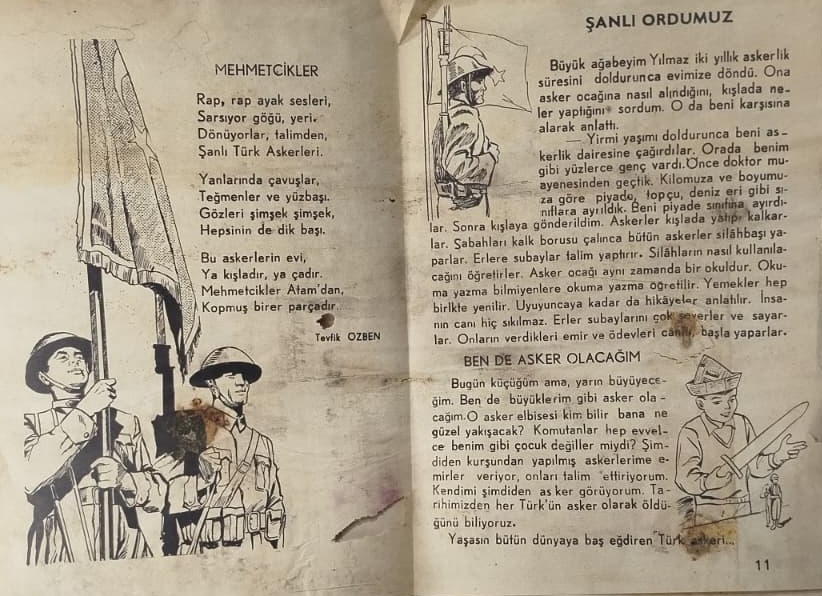 MEHMETCİKLER
Rap, rap ayak sesleri,
Sarsıyor göğü, yeri.
Dönüyorlar, talimden,
Şanlı Türk Askerleri.
Yanlarında çavuşlar,
Teğmenler ve yüzbaşı.
Gözleri şimşek şimşek,
Hepsinin de dik başı.
Bu askerlerin evi,
Ya kışladır, ya çadır.
Mehmetcikler Atam'dan,
Kopmuş birer parçadır.
Tevfik ÖZBEN
ŞANLI ORDUMUZ
Büyük ağabeyim Yılmaz iki yıllık askerlik
süresini doldurunca evimize döndü. Ona
asker ocağına nasıl alındığını, kışlada ne-
ler yaptığını sordum. O da beni karşısına
alarak anlattı.
— Yirmi yaşımı doldurunca beni as-
kerlik dairesine çağırdılar. Orada benim
gibi yüzlerce genç vardı. Önce doktor mu-
ayenesinden geçtik. Kilomuza ve boyumu-
za göre piyade, topçu, deniz eri gibi sı-
nıflara ayrıldık. Beni piyade sınıfına ayırdı-
lar. Sonra kışlaya gönderildim. Askerler kışlada yatıp kalkar-
lar. Sabahları kalk borusu çalınca bütün askerler silâhbaşı ya-
parlar. Erlere subaylar talim yaptırır. Silâhların nasıl kullanıla-
cağını öğretirler. Asker ocağı aynı zamanda bir okuldur. Oku-
ma yazma bilmiyenlere okuma yazma öğretilir. Yemekler hep
birlikte yenilir. Uyuyuncaya kadar da hikâyeler anlatılır. İnsa-
nın canı hiç sıkılmaz. Erler subaylarını çok severler ve sayar-
lar. Onların verdikleri emir ve ödevleri canla, başla yaparlar.
BEN DE ASKER OLACAĞIM
Bugün küçüğüm ama, yarın büyüyece-
ğim. Ben de büyüklerim gibi asker ola-
cağım. O asker elbisesi kim bilir bana ne
güzel yakışacak? Komutanlar hep evvel-
ce benim gibi çocuk değiller miydi? Şim-
diden kurşundan yapılmış askerlerime e-
mirler veriyor, onları talim ettiriyorum.
Kendimi şimdiden asker görüyorum. Ta-
rihimizden her Türk'ün asker olarak öldü-
ğünü biliyoruz.
Yaşasın bütün dünyaya baş eğdiren Türk askeri...
11